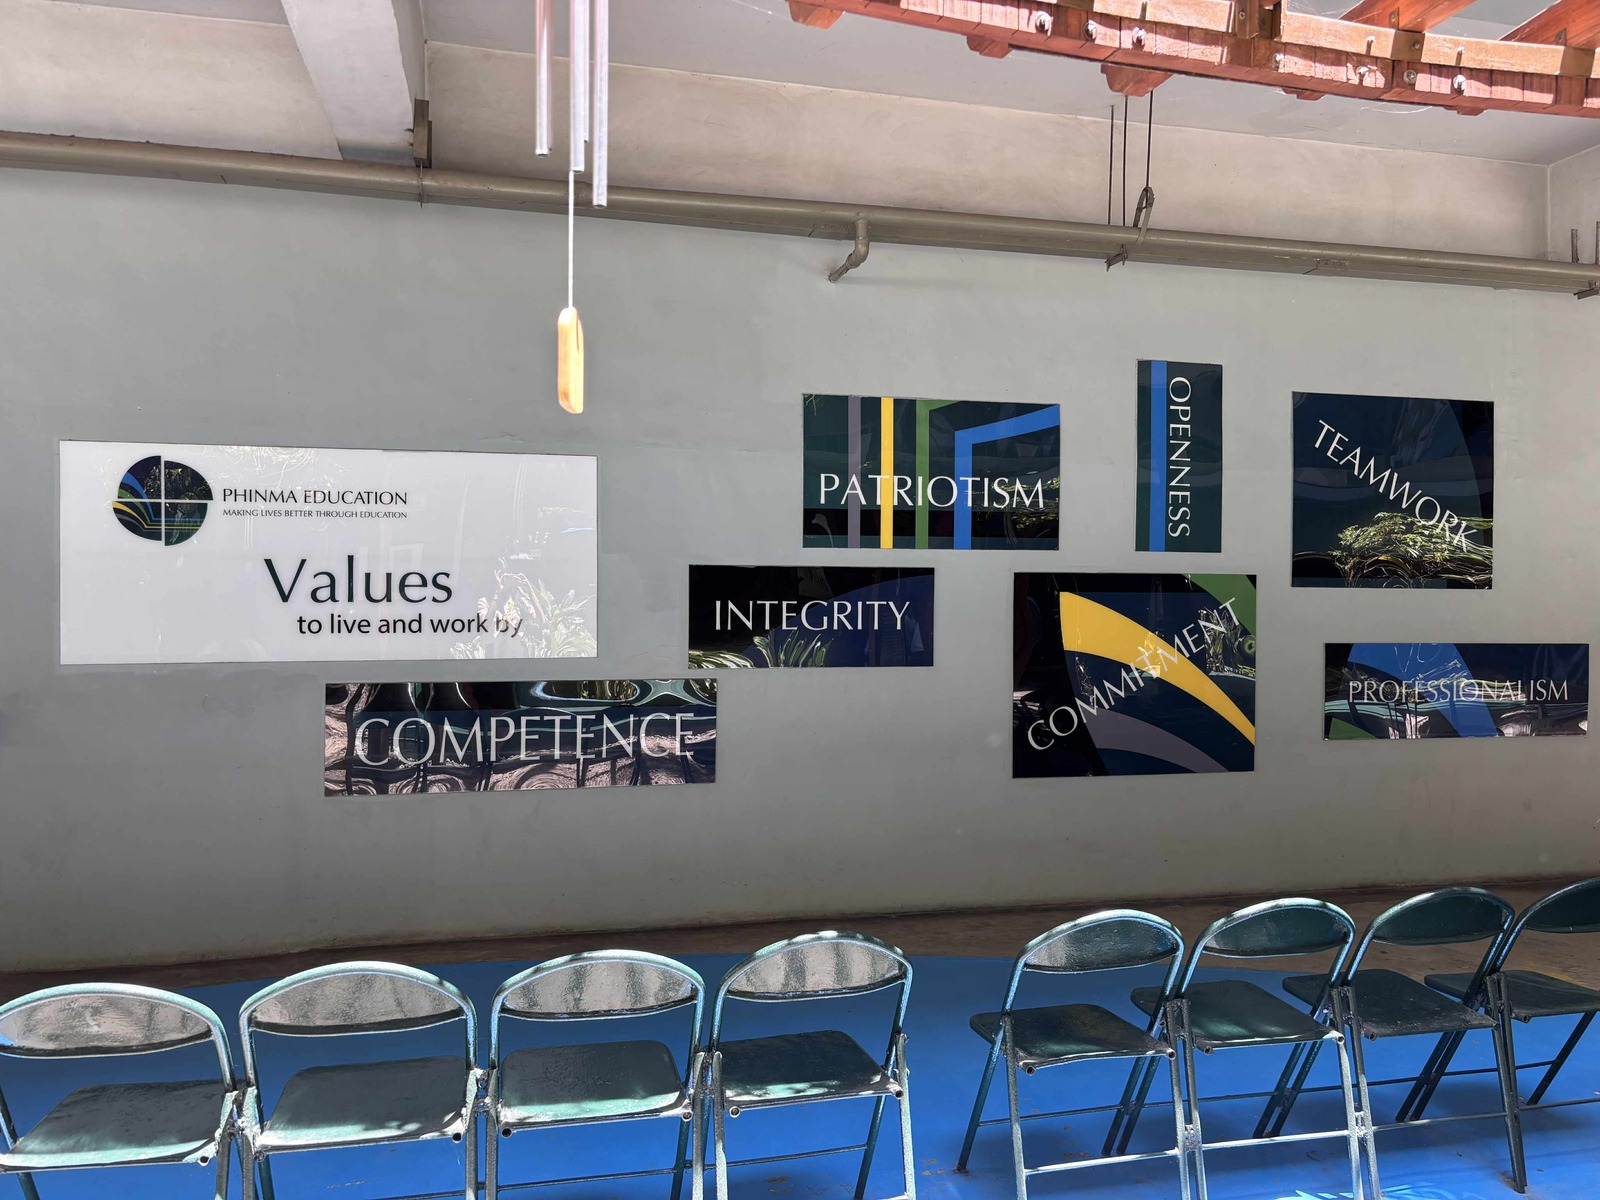 PHINMA EDUCATION
MAKING LIVES BETTER THROUGH EDUCATION
Values
to live and work by
COMPETENCE
INTEGRITY
PATRIOTISM
OPENNESS
COMMITMENT
TEAMWORK
PROFESSIONALISM